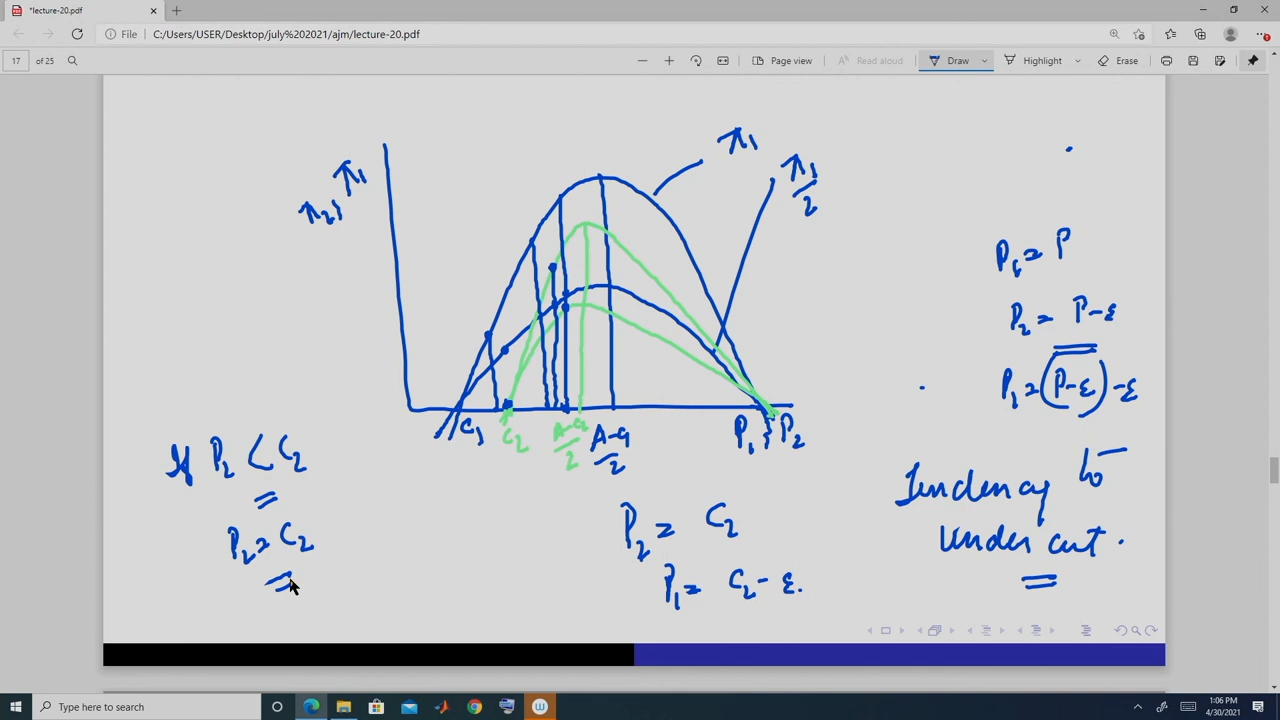 *lecture-20.pdf
File C:/Users/USER/Desktop/july%202021/ajm/lecture-20.pdf
17 of 25
Page view
Read aloud
Draw
Highlight
Erase
π1
π1/2
π2, π1
P1 = P
P2 = P-ε
P1 = (P-ε)-ε
C1
C2
A-C2/2
A-C1/2
P1, P2
If P2 < C2
P2 = C2
P2 = C2
P1 = C2 - ε.
Tendency to
Under cut.
Type here to search
1:06 PM
4/30/2021